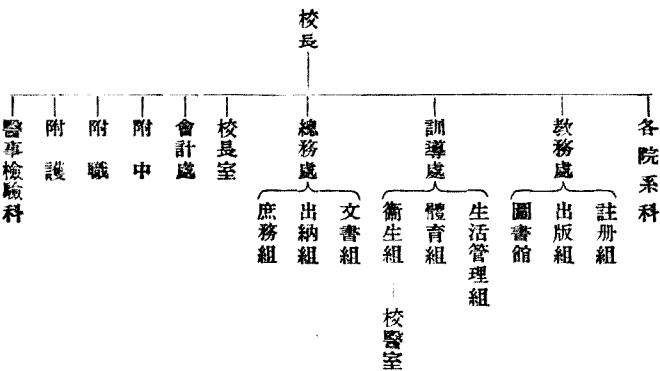 校長
各院系科
教務處
註册組
出版組
圖書館
訓導處
生活管理組
體育組
衞生組
校醫室
總務處
文書組
出納組
庶務組
校長室
會計處
附中
附職
附護
醫事檢驗科